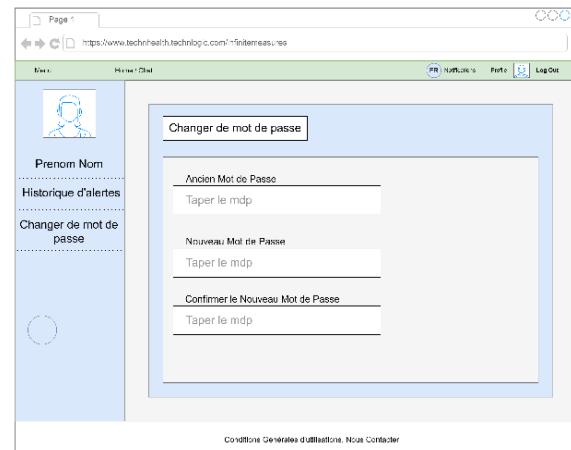 Page 1
https://www.technhealth.technlogic.com/infinitemeasures
Menu Home / Chat FR Notifications Profile Log Out
Prenom Nom
Historique d'alertes
Changer de mot de
passe
Changer de mot de passe
Ancien Mot de Passe
Taper le mdp
Nouveau Mot de Passe
Taper le mdp
Confirmer le Nouveau Mot de Passe
Taper le mdp
Conditions Générales d'utilisations, Nous Contacter